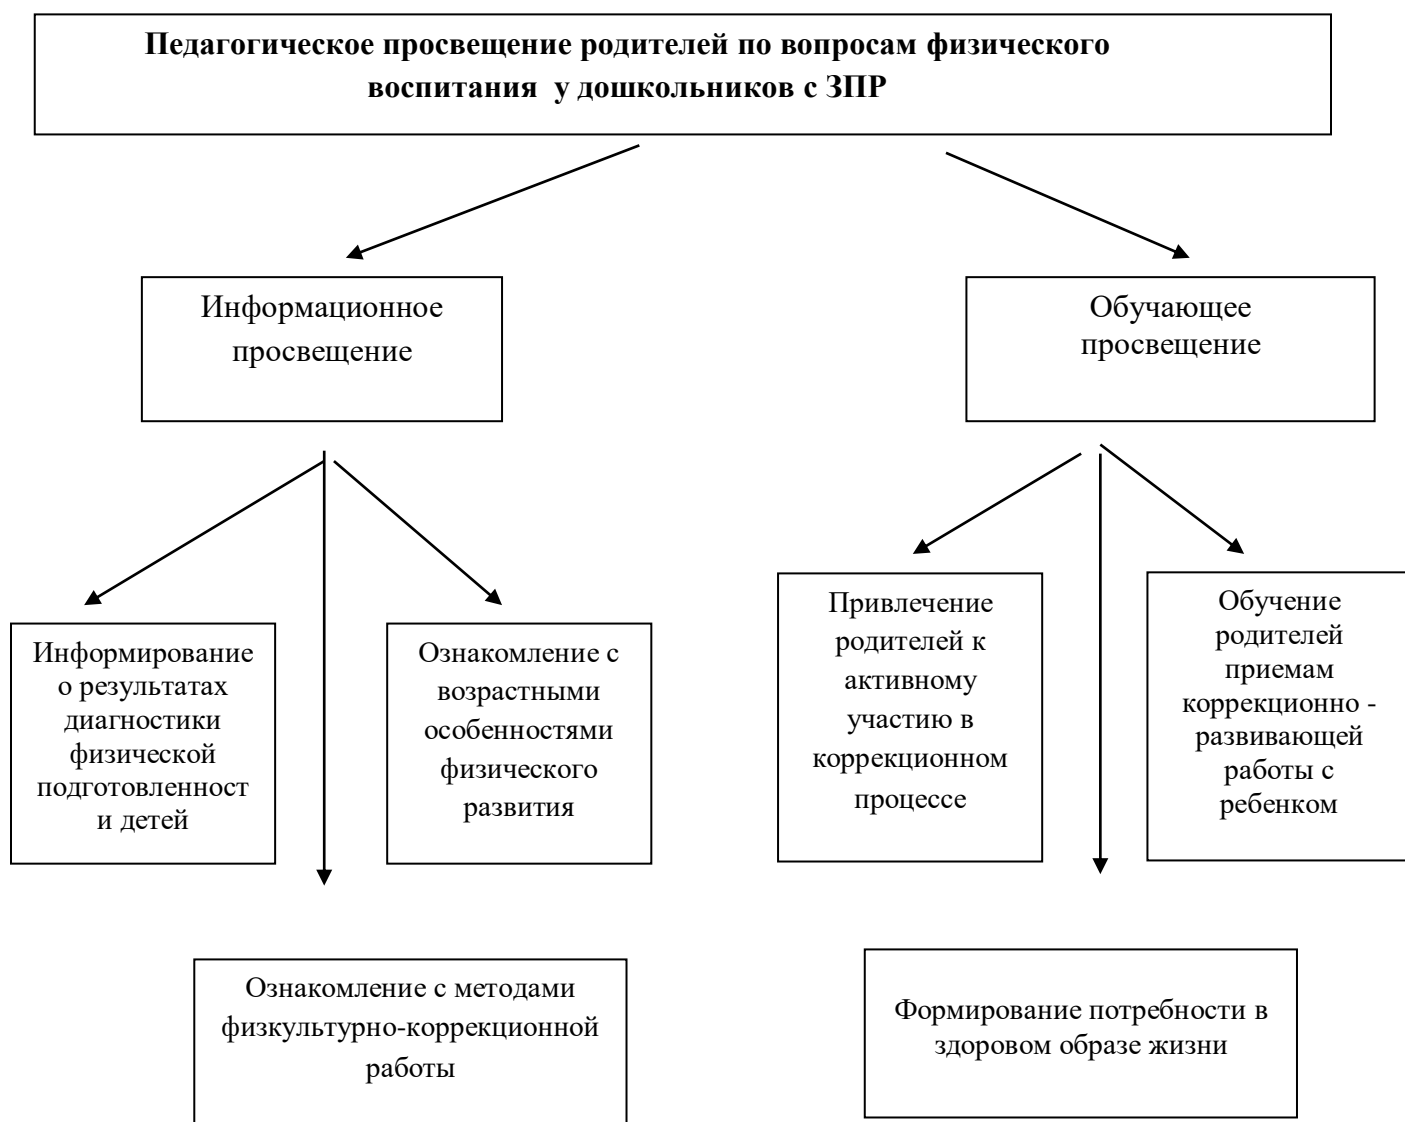 Педагогическое просвещение родителей по вопросам физического
воспитания у дошкольников с ЗПР
Информационное
просвещение
Обучающее
просвещение
Информирование
о результатах
диагностики
физической
подготовленност
и детей
Ознакомление с
возрастными
особенностями
физического
развития
Привлечение
родителей к
активному
участию в
коррекционном
процессе
Обучение
родителей
приемам
коррекционно -
развивающей
работы с
ребенком
Ознакомление с методами
физкультурно-коррекционной
работы
Формирование потребности в
здоровом образе жизни